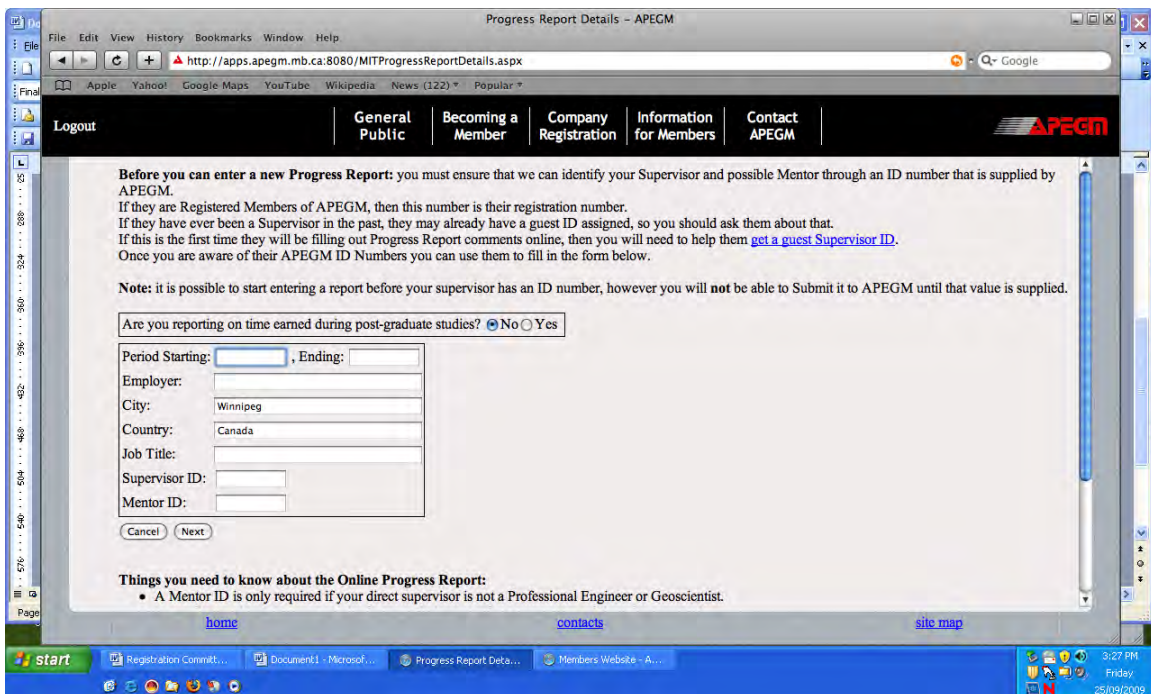 Progress Report Details – APEGM
File Edit View History Bookmarks Window Help
File
http://apps.apegm.mb.ca:8080/MITProgressReportDetails.aspx
Google
Apple Yahoo! Google Maps YouTube Wikipedia News (122) Popular
Final
Logout
General Public
Becoming a Member
Company Registration
Information for Members
Contact APEGM
APEGM
Before you can enter a new Progress Report: you must ensure that we can identify your Supervisor and possible Mentor through an ID number that is supplied by
APEGM.
If they are Registered Members of APEGM, then this number is their registration number.
If they have ever been a Supervisor in the past, they may already have a guest ID assigned, so you should ask them about that.
If this is the first time they will be filling out Progress Report comments online, then you will need to help them get a guest Supervisor ID.
Once you are aware of their APEGM ID Numbers you can use them to fill in the form below.
Note: it is possible to start entering a report before your supervisor has an ID number, however you will not be able to Submit it to APEGM until that value is supplied.
Are you reporting on time earned during post-graduate studies? No Yes
Period Starting: , Ending:
Employer:
City: Winnipeg
Country: Canada
Job Title:
Supervisor ID:
Mentor ID:
Cancel Next
Things you need to know about the Online Progress Report:
• A Mentor ID is only required if your direct supervisor is not a Professional Engineer or Geoscientist.
home contacts site map
Page
start Registration Committ... Document1 - Microsof... Progress Report Deta... Members Website - A...
3:27 PM
Friday
25/09/2009